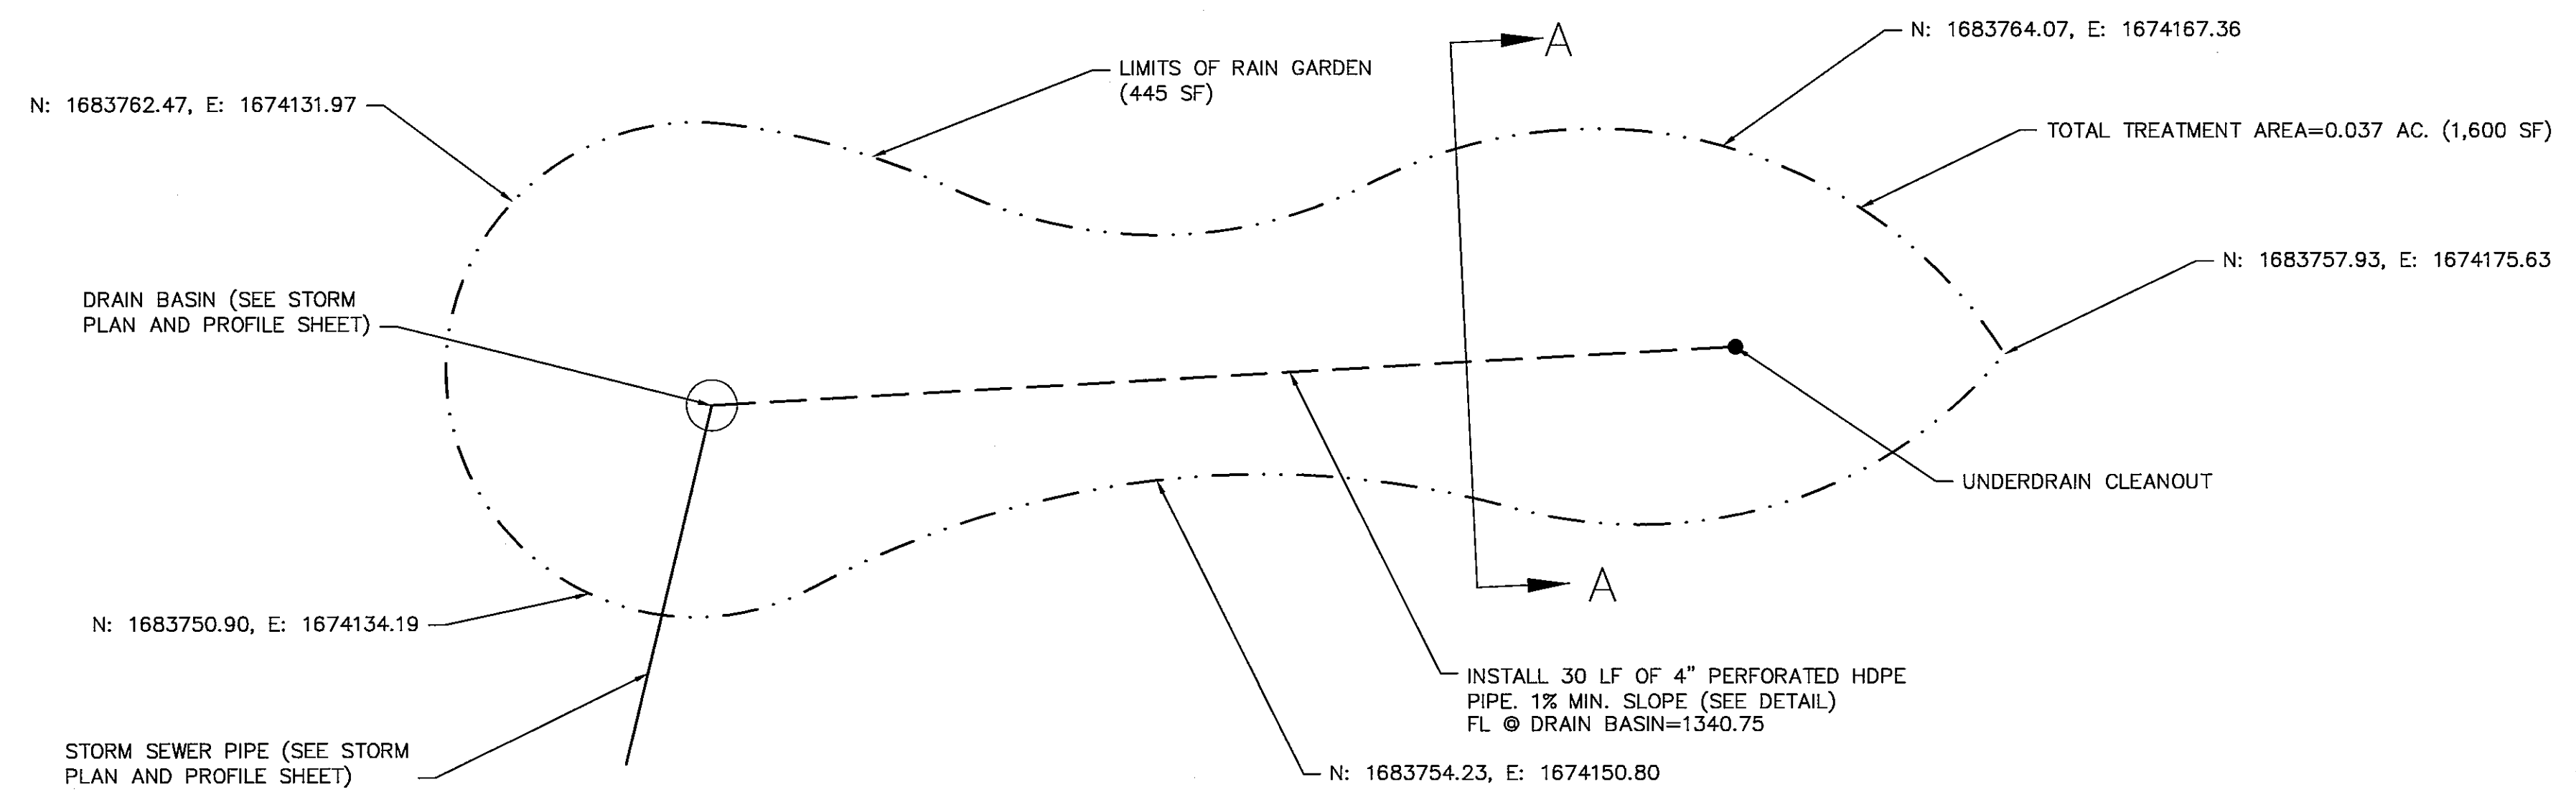 N: 1683764.07, E: 1674167.36
A
LIMITS OF RAIN GARDEN
(445 SF)
N: 1683762.47, E: 1674131.97
TOTAL TREATMENT AREA=0.037 AC. (1,600 SF)
N: 1683757.93, E: 1674175.63
DRAIN BASIN (SEE STORM
PLAN AND PROFILE SHEET)
UNDERDRAIN CLEANOUT
A
N: 1683750.90, E: 1674134.19
INSTALL 30 LF OF 4" PERFORATED HDPE
PIPE. 1% MIN. SLOPE (SEE DETAIL)
FL @ DRAIN BASIN=1340.75
STORM SEWER PIPE (SEE STORM
PLAN AND PROFILE SHEET)
N: 1683754.23, E: 1674150.80